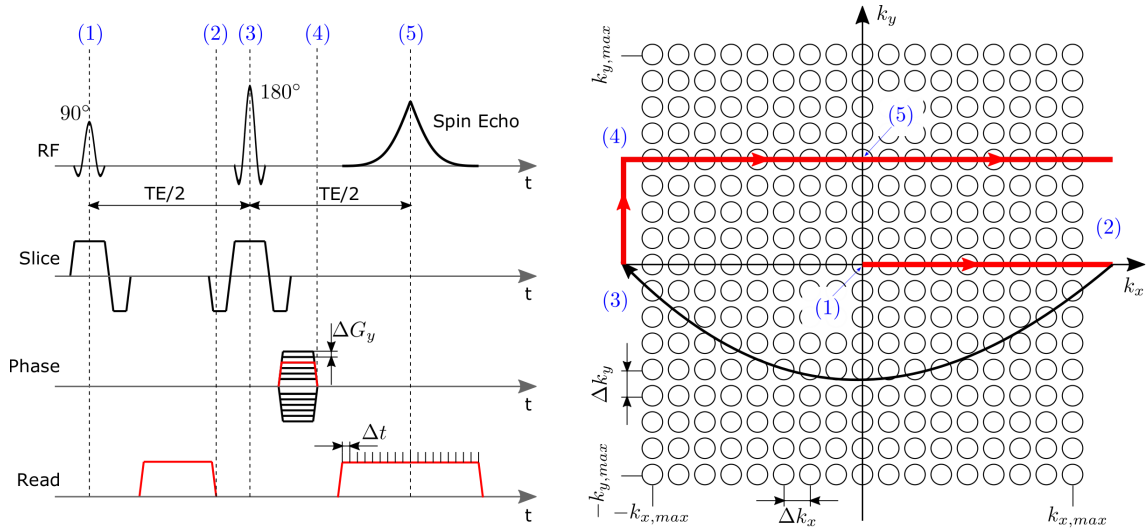 (1)
(2)
(3)
(4)
(5)
90°
180°
Spin Echo
RF
t
TE/2
TE/2
Slice
t
ΔG_y
Phase
t
Δt
Read
t
k_y
k_{y,max}
(4)
(5)
(2)
(3)
(1)
k_x
Δk_y
−k_{y,max}
−k_{x,max}
Δk_x
k_{x,max}